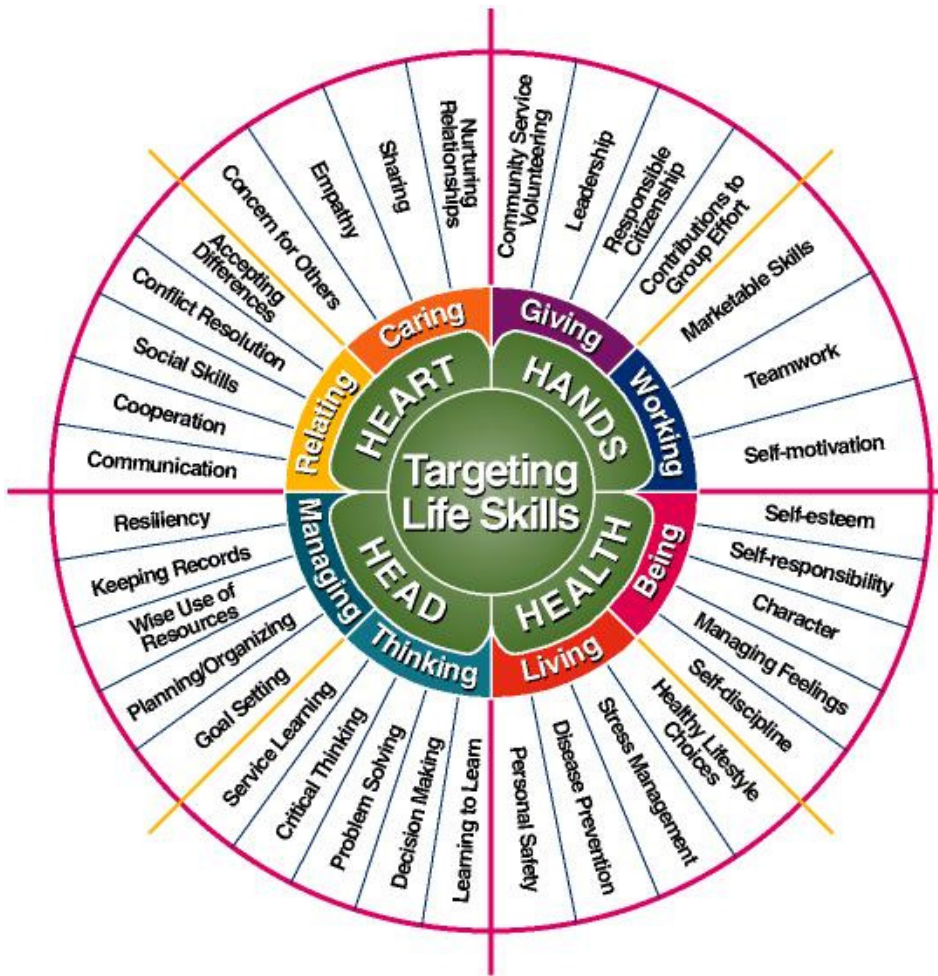 Targeting
Life Skills
HEART
HANDS
HEALTH
HEAD
Caring
Giving
Working
Being
Living
Thinking
Managing
Relating
Nurturing
Relationships
Sharing
Empathy
Concern for Others
Accepting
Differences
Conflict Resolution
Social Skills
Cooperation
Communication
Community Service
Volunteering
Leadership
Responsible
Citizenship
Contributions to
Group Effort
Marketable Skills
Teamwork
Self-motivation
Self-esteem
Self-responsibility
Character
Managing Feelings
Self-discipline
Healthy Lifestyle
Choices
Stress Management
Disease Prevention
Personal Safety
Learning to Learn
Decision Making
Problem Solving
Critical Thinking
Service Learning
Goal Setting
Planning/Organizing
Wise Use of
Resources
Keeping Records
Resiliency